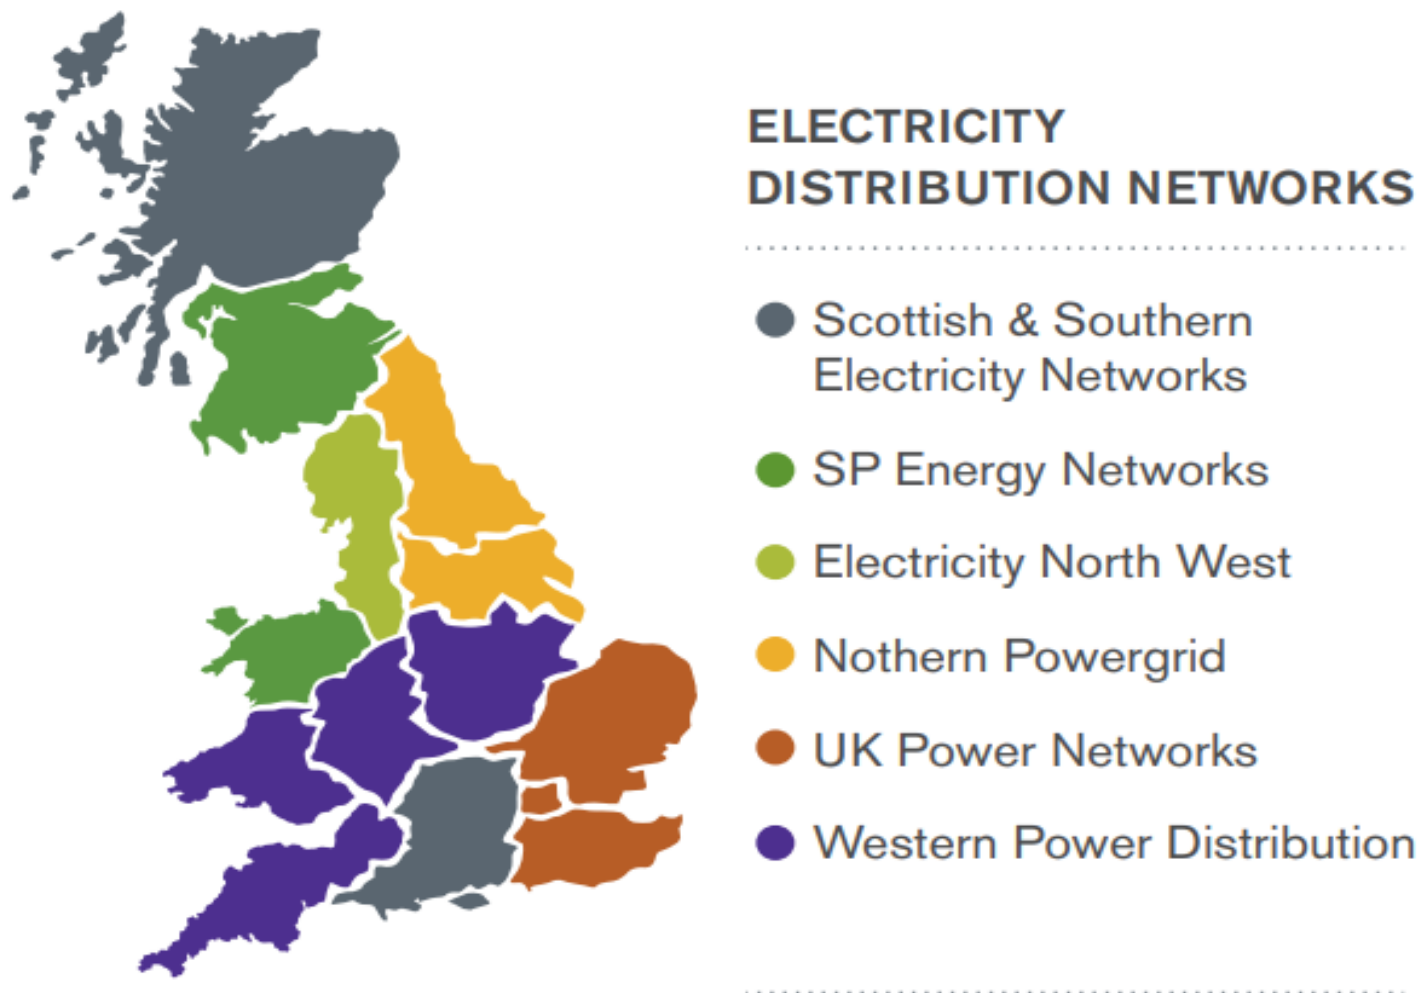 ELECTRICITY
DISTRIBUTION NETWORKS
Scottish & Southern
Electricity Networks
SP Energy Networks
Electricity North West
Nothern Powergrid
UK Power Networks
Western Power Distribution